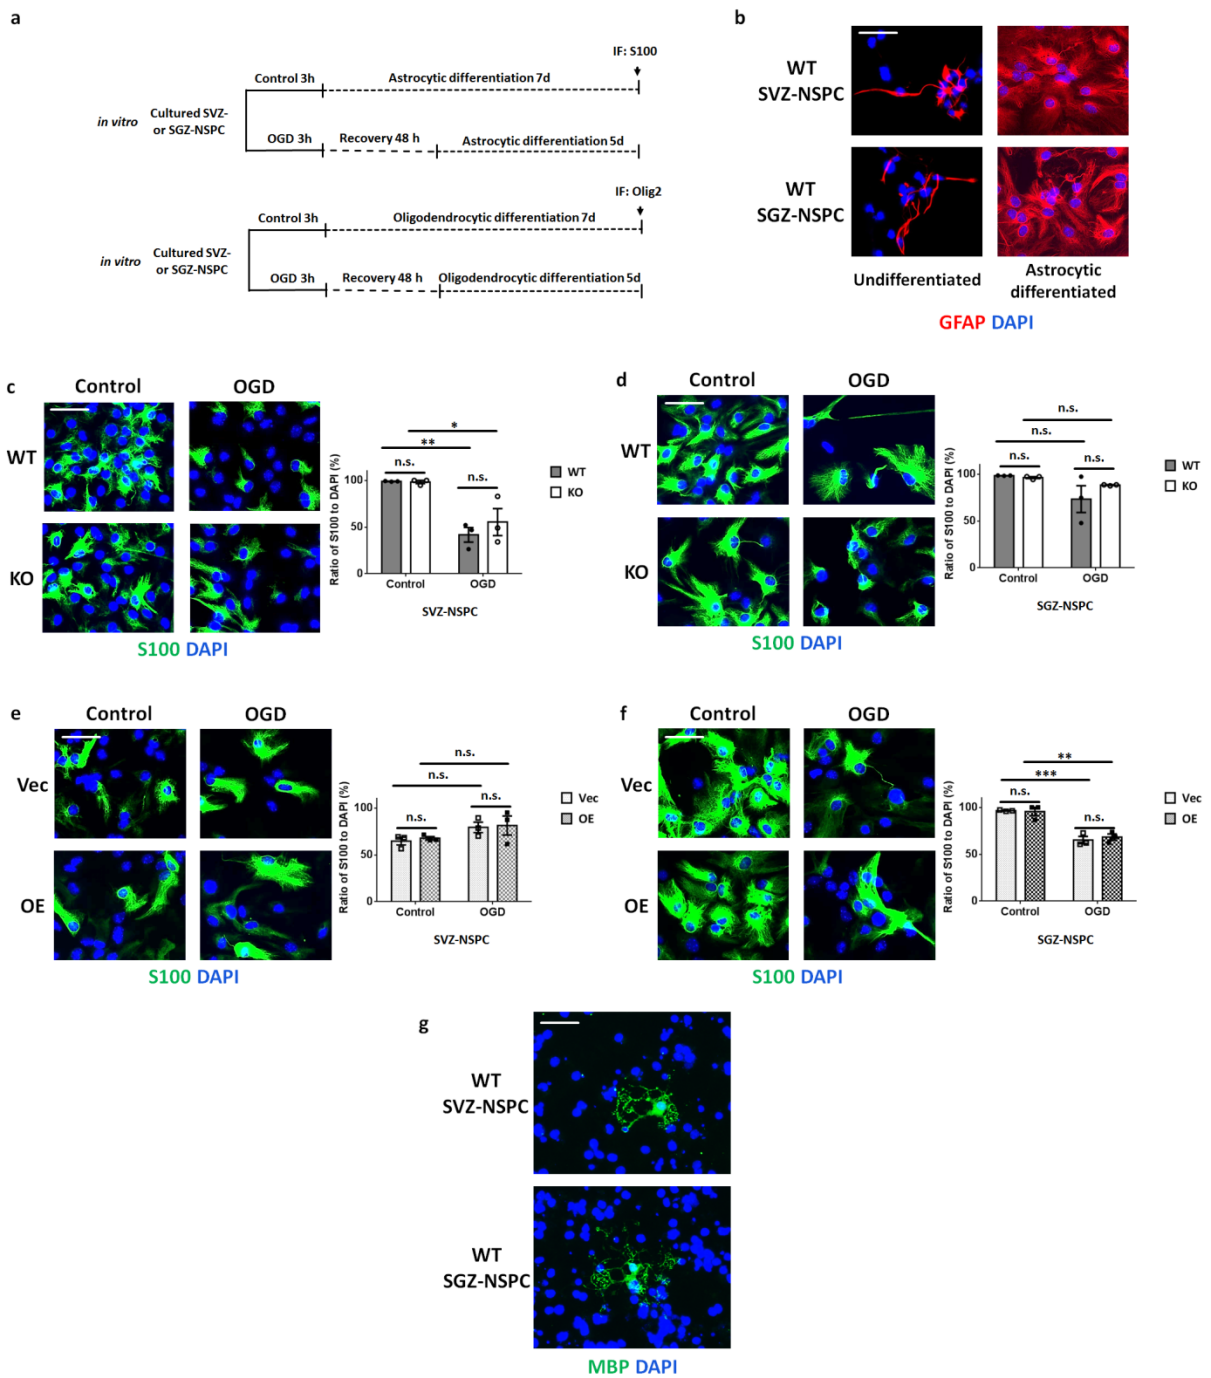 a
IF: S100
Control 3h
Astrocytic differentiation 7d
in vitro
Cultured SVZ-
or SGZ-NSPC
OGD 3h
Recovery 48 h
Astrocytic differentiation 5d
IF: Olig2
Control 3h
Oligodendrocytic differentiation 7d
in vitro
Cultured SVZ-
or SGZ-NSPC
OGD 3h
Recovery 48 h
Oligodendrocytic differentiation 5d
b
WT
SVZ-NSPC
WT
SGZ-NSPC
Undifferentiated
Astrocytic
differentiated
GFAP DAPI
c
Control
OGD
WT
KO
S100 DAPI
Ratio of S100 to DAPI (%)
100
50
0
*
**
n.s.
n.s.
WT
KO
Control
OGD
SVZ-NSPC
d
Control
OGD
WT
KO
S100 DAPI
Ratio of S100 to DAPI (%)
100
50
0
n.s.
n.s.
n.s.
n.s.
WT
KO
Control
OGD
SGZ-NSPC
e
Control
OGD
Vec
OE
S100 DAPI
Ratio of S100 to DAPI (%)
100
50
0
n.s.
n.s.
n.s.
n.s.
Vec
OE
Control
OGD
SVZ-NSPC
f
Control
OGD
Vec
OE
S100 DAPI
Ratio of S100 to DAPI (%)
100
50
0
**
***
n.s.
n.s.
Vec
OE
Control
OGD
SGZ-NSPC
g
WT
SVZ-NSPC
WT
SGZ-NSPC
MBP DAPI